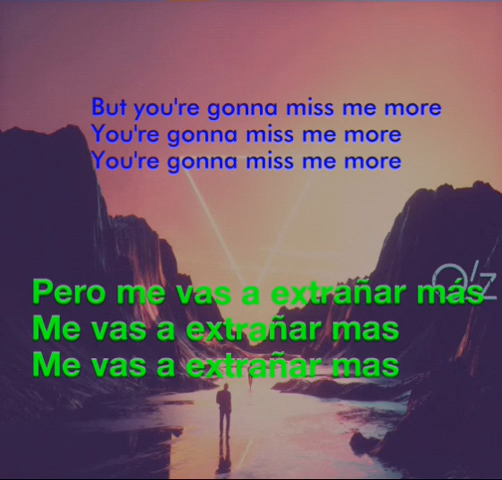 But you're gonna miss me more
You're gonna miss me more
You're gonna miss me more
O/z
Pero me vas a extrañar más
Me vas a extrañar mas
Me vas a extrañar mas